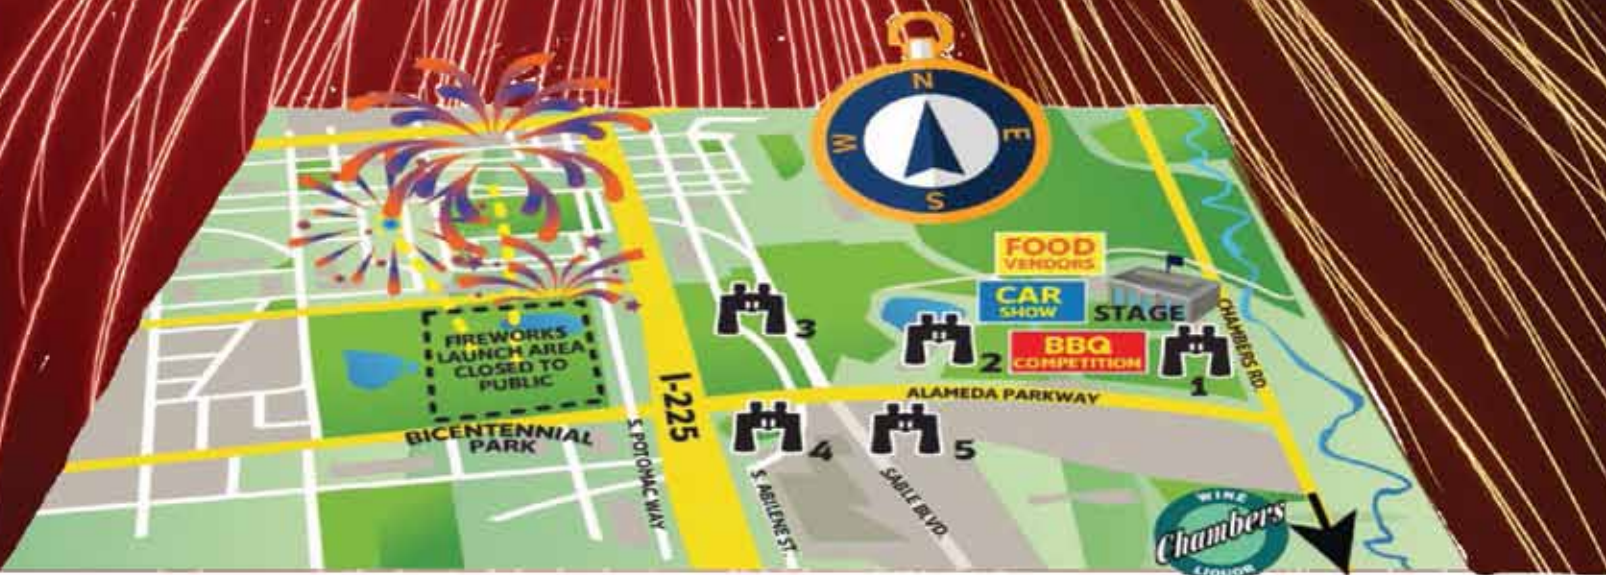 N
W
E
S
FOOD
VENDORS
CAR
SHOW
STAGE
BBQ
COMPETITION
CHAMBERS RD.
FIREWORKS
LAUNCH AREA
CLOSED TO
PUBLIC
3
2
1
I-225
ALAMEDA PARKWAY
BICENTENNIAL
PARK
S. POTOMAC WAY
4
5
S. ABILENE ST.
SABLE BLVD.
WINE
Chambers
LIQUOR